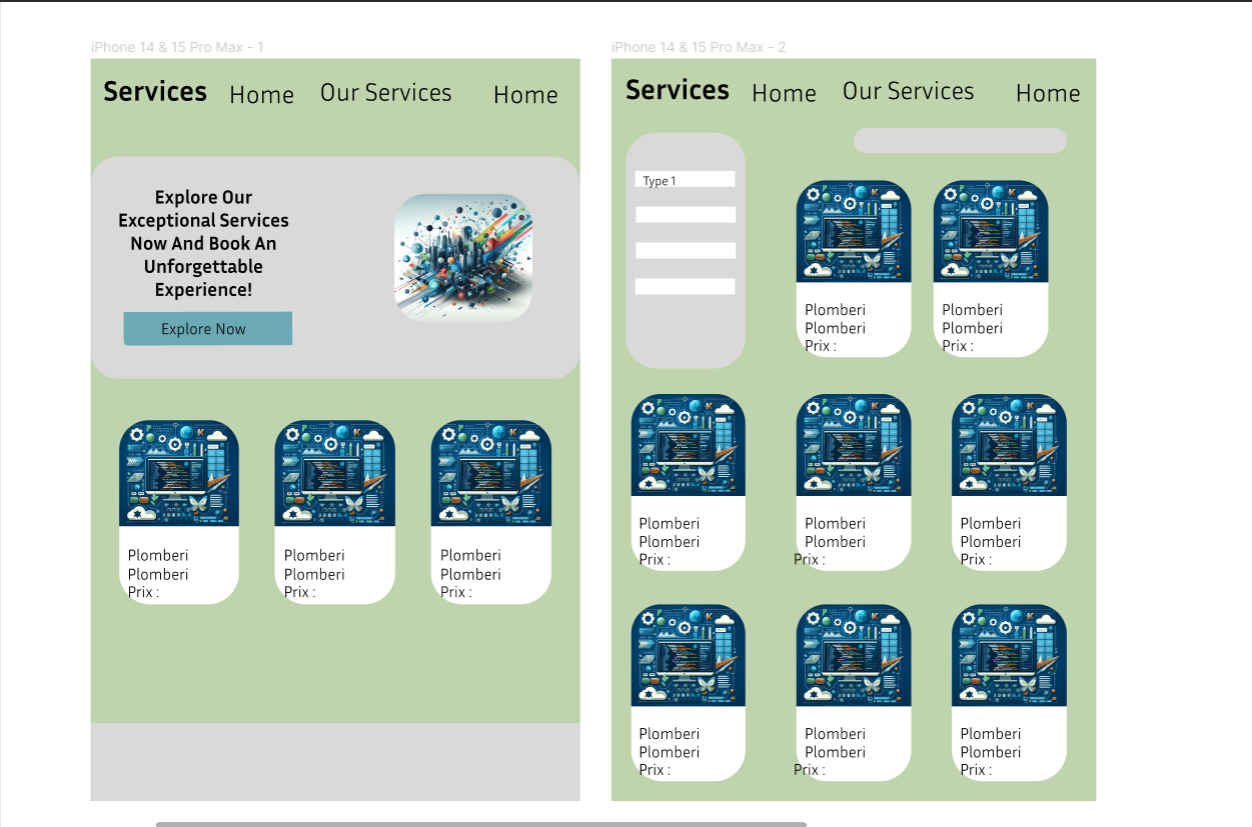 iPhone 14 & 15 Pro Max - 1
Services Home Our Services Home
Explore Our
Exceptional Services
Now And Book An
Unforgettable
Experience!
Explore Now
Plomberi Plomberi Plomberi
Plomberi Plomberi Plomberi
Prix : Prix : Prix :
iPhone 14 & 15 Pro Max - 2
Services Home Our Services Home
Type 1
Plomberi Plomberi
Plomberi Plomberi
Prix : Prix :
Plomberi Plomberi Plomberi
Plomberi Plomberi Plomberi
Prix : Prix : Prix :
Plomberi Plomberi Plomberi
Plomberi Plomberi Plomberi
Prix : Prix : Prix :